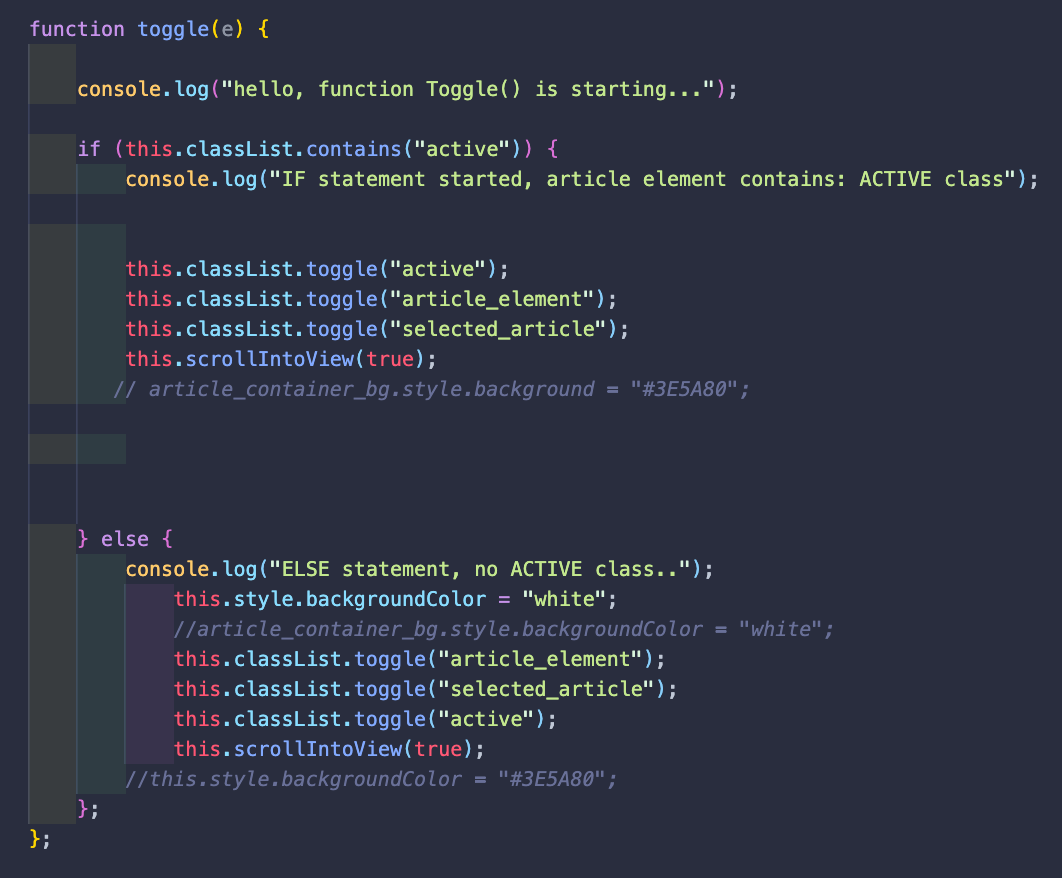 function toggle(e) {
console.log("hello, function Toggle() is starting...");
if (this.classList.contains("active")) {
console.log("IF statement started, article element contains: ACTIVE class");
this.classList.toggle("active");
this.classList.toggle("article_element");
this.classList.toggle("selected_article");
this.scrollIntoView(true);
// article_container_bg.style.background = "#3E5A80";
} else {
console.log("ELSE statement, no ACTIVE class..");
this.style.backgroundColor = "white";
//article_container_bg.style.backgroundColor = "white";
this.classList.toggle("article_element");
this.classList.toggle("selected_article");
this.classList.toggle("active");
this.scrollIntoView(true);
//this.style.backgroundColor = "#3E5A80";
};
};